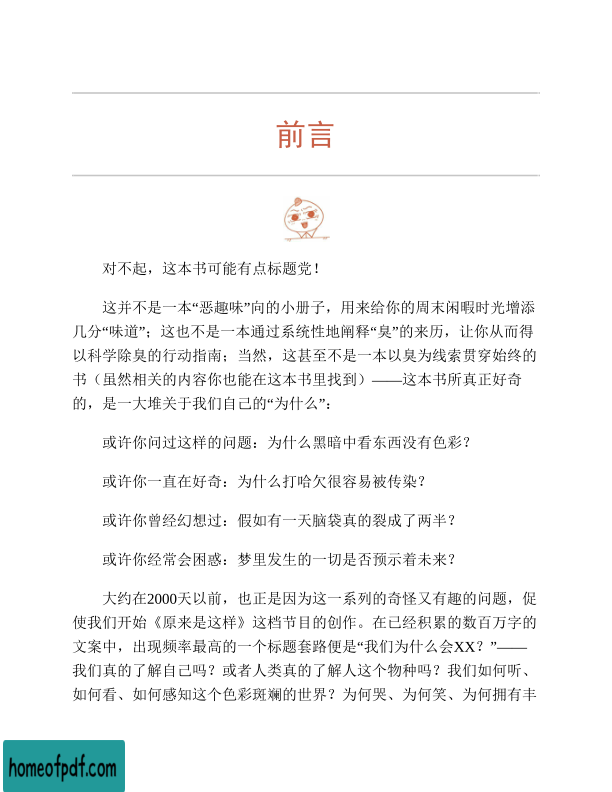 前言
对不起，这本书可能有点标题党！
这并不是一本“恶趣味”向的小册子，用来给你的周末闲暇时光增添
几分“味道”；这也不是一本通过系统性地阐释“臭”的来历，让你从而得
以科学除臭的行动指南；当然，这甚至不是一本以臭为线索贯穿始终的
书（虽然相关的内容你也能在这本书里找到）——这本书所真正好奇
的，是一大堆关于我们自己的“为什么”：
或许你问过这样的问题：为什么黑暗中看东西没有色彩？
或许你一直在好奇：为什么打哈欠很容易被传染？
或许你曾经幻想过：假如有一天脑袋真的裂成了两半？
或许你经常会困惑：梦里发生的一切是否预示着未来？
大约在2000天以前，也正是因为这一系列的奇怪又有趣的问题，促
使我们开始《原来是这样》这档节目的创作。在已经积累的数百万字的
文案中，出现频率最高的一个标题套路便是“我们为什么会XX？”——
我们真的了解自己吗？或者人类真的了解人这个物种吗？我们如何听、
如何看、如何感知这个色彩斑斓的世界？为何哭、为何笑、为何拥有丰
homeofpdf.com